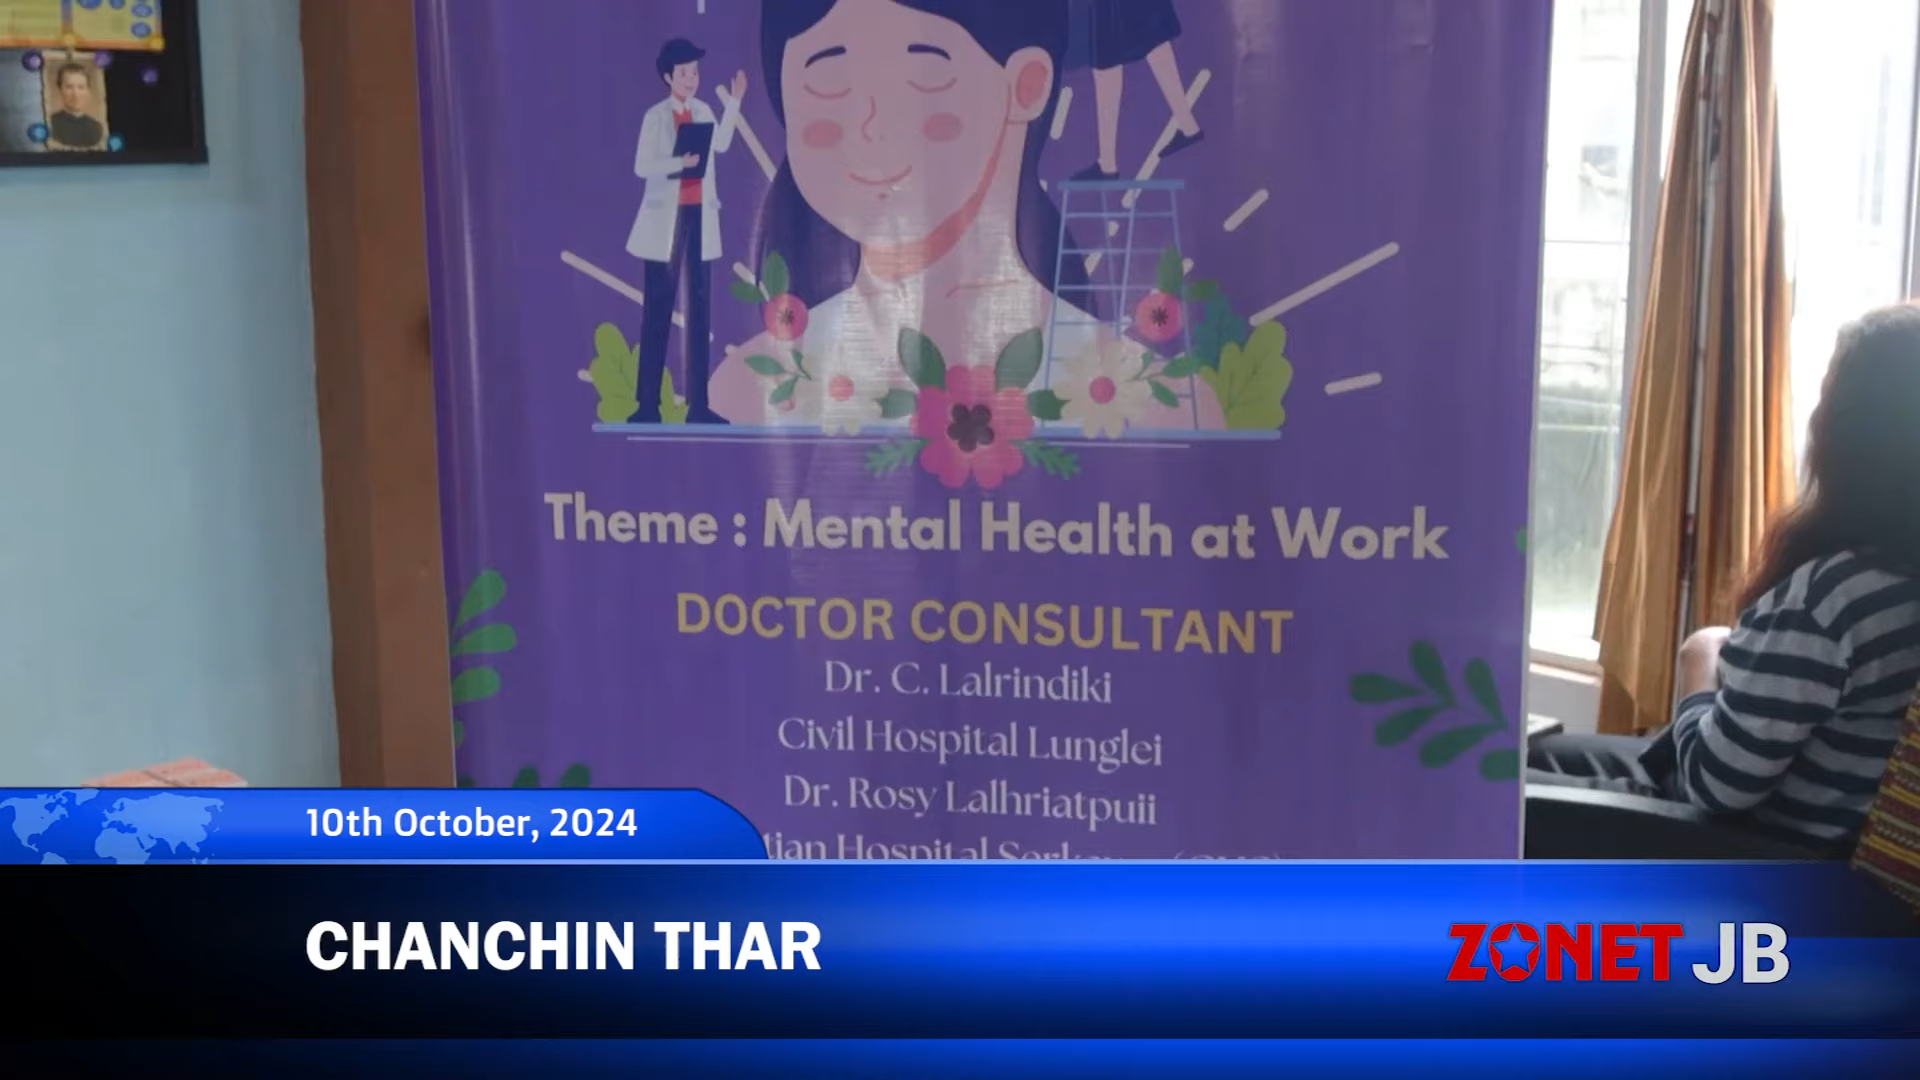 Theme : Mental Health at Work
DOCTOR CONSULTANT
Dr. C. Lalrindiki
Civil Hospital Lunglei
Dr. Rosy Lalhriatpuii
Hospital
10th October, 2024
CHANCHIN THAR
ZONET JB